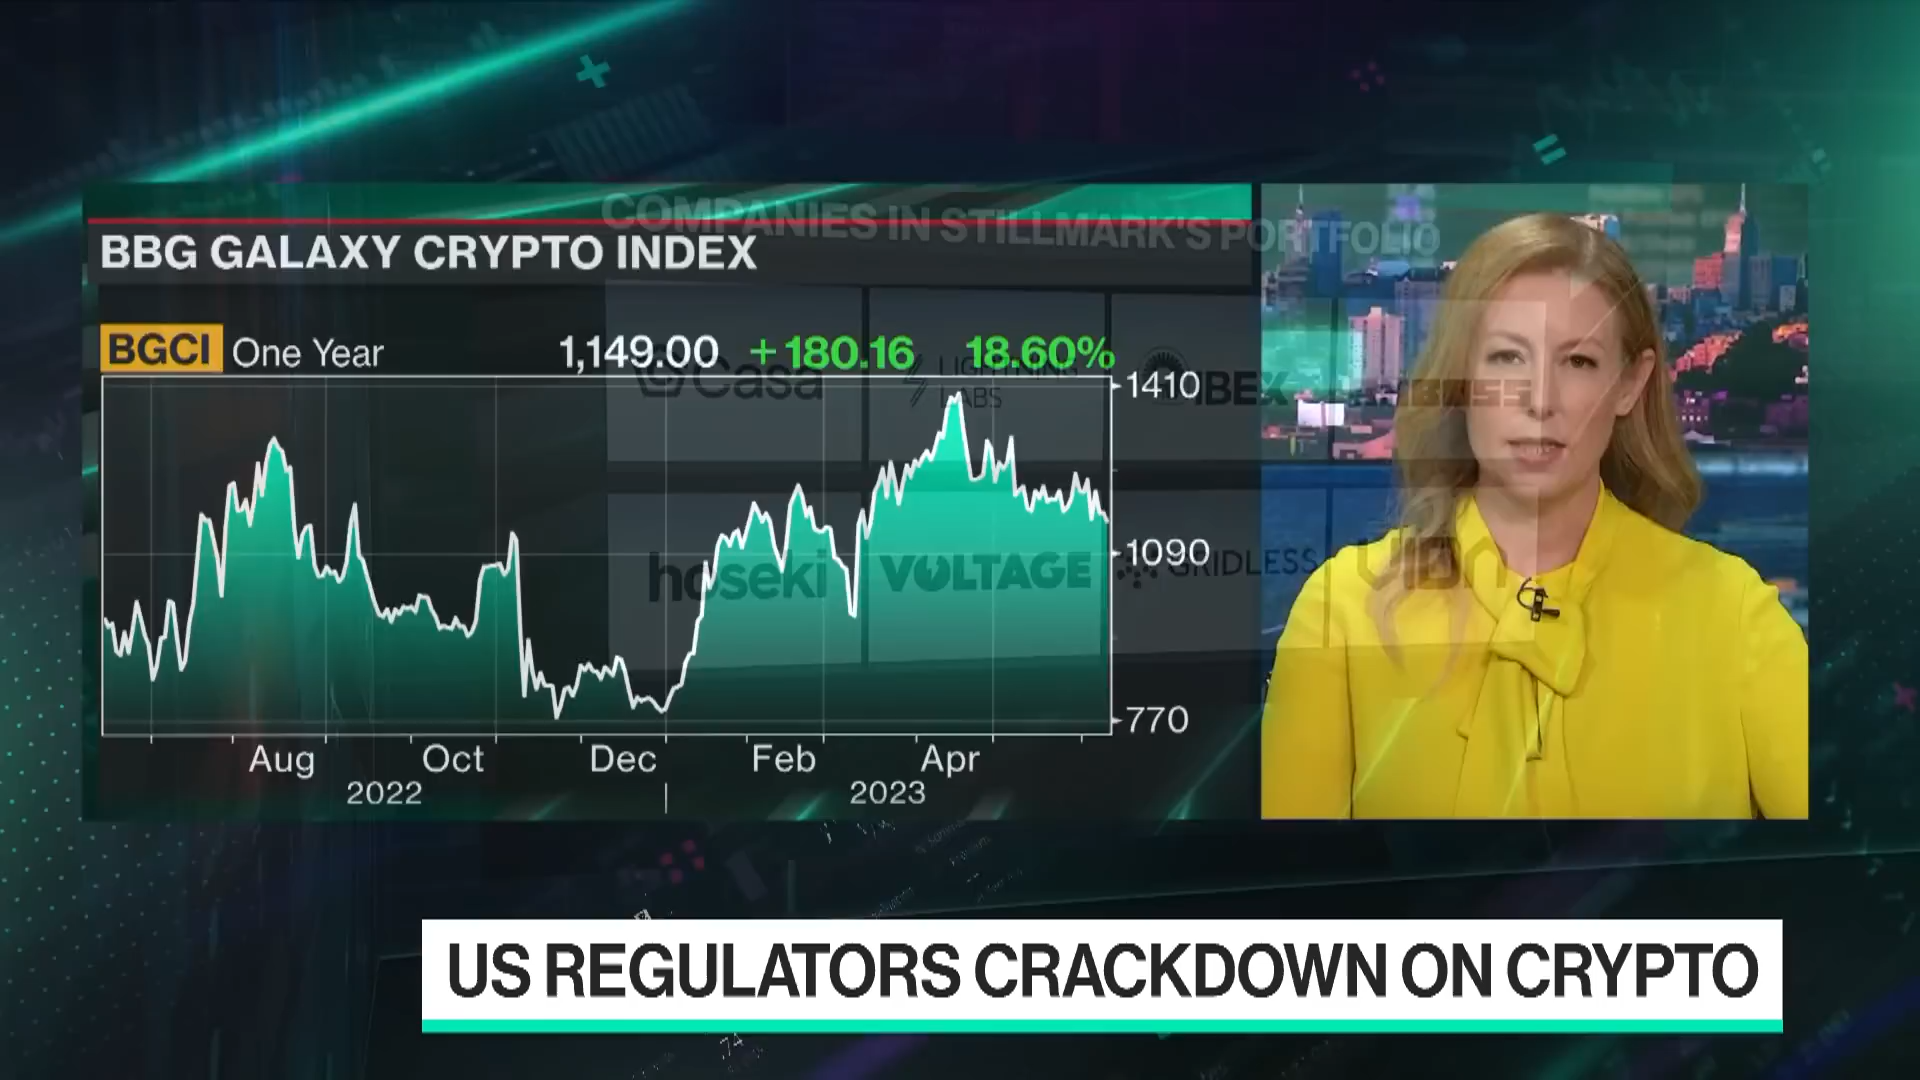 COMPANIES IN STILLMARK'S PORTFOLIO
BBG GALAXY CRYPTO INDEX
BGCI One Year 1,149.00 +180.16 18.60%
Casa
LIGHTNING
LABS
IBEX
1410
hoseki
VOLTAGE
GRIDLESS
VIDA
1090
770
Aug Oct Dec Feb Apr
2022 2023
US REGULATORS CRACKDOWN ON CRYPTO